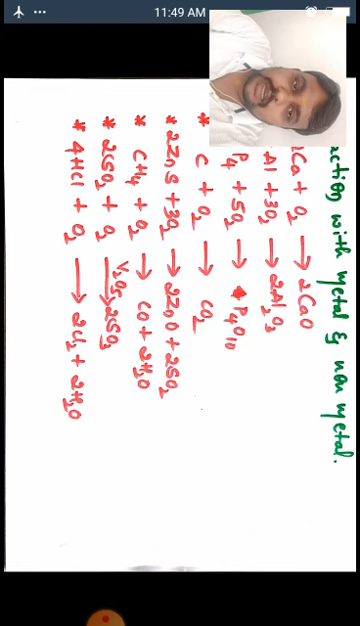 11:49 AM
ction with metal & non metal.
2Ca + O₂ → 2CaO
Al + 3O₂ → 2Al₂O₃
P₄ + 5O₂ → P₄O₁₀
* C + O₂ → CO₂
* 2ZnS + 3O₂ → 2ZnO + 2SO₂
* CH₄ + O₂ → CO + 2H₂O
* 2SO₂ + O₂ V₂O₅→ 2SO₃
* 4HCl + O₂ → 2Cl₂ + 2H₂O